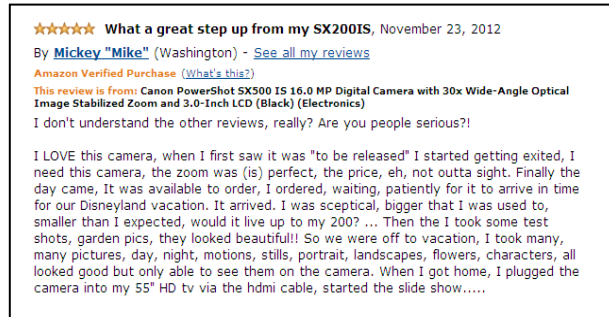 What a great step up from my SX200IS, November 23, 2012
By Mickey "Mike" (Washington) - See all my reviews
Amazon Verified Purchase (What's this?)
This review is from: Canon PowerShot SX500 IS 16.0 MP Digital Camera with 30x Wide-Angle Optical
Image Stabilized Zoom and 3.0-Inch LCD (Black) (Electronics)
I don't understand the other reviews, really? Are you people serious?!
I LOVE this camera, when I first saw it was "to be released" I started getting exited, I
need this camera, the zoom was (is) perfect, the price, eh, not outta sight. Finally the
day came, It was available to order, I ordered, waiting, patiently for it to arrive in time
for our Disneyland vacation. It arrived. I was sceptical, bigger that I was used to,
smaller than I expected, would it live up to my 200? ... Then the I took some test
shots, garden pics, they looked beautiful!! So we were off to vacation, I took many,
many pictures, day, night, motions, stills, portrait, landscapes, flowers, characters, all
looked good but only able to see them on the camera. When I got home, I plugged the
camera into my 55" HD tv via the hdmi cable, started the slide show.....